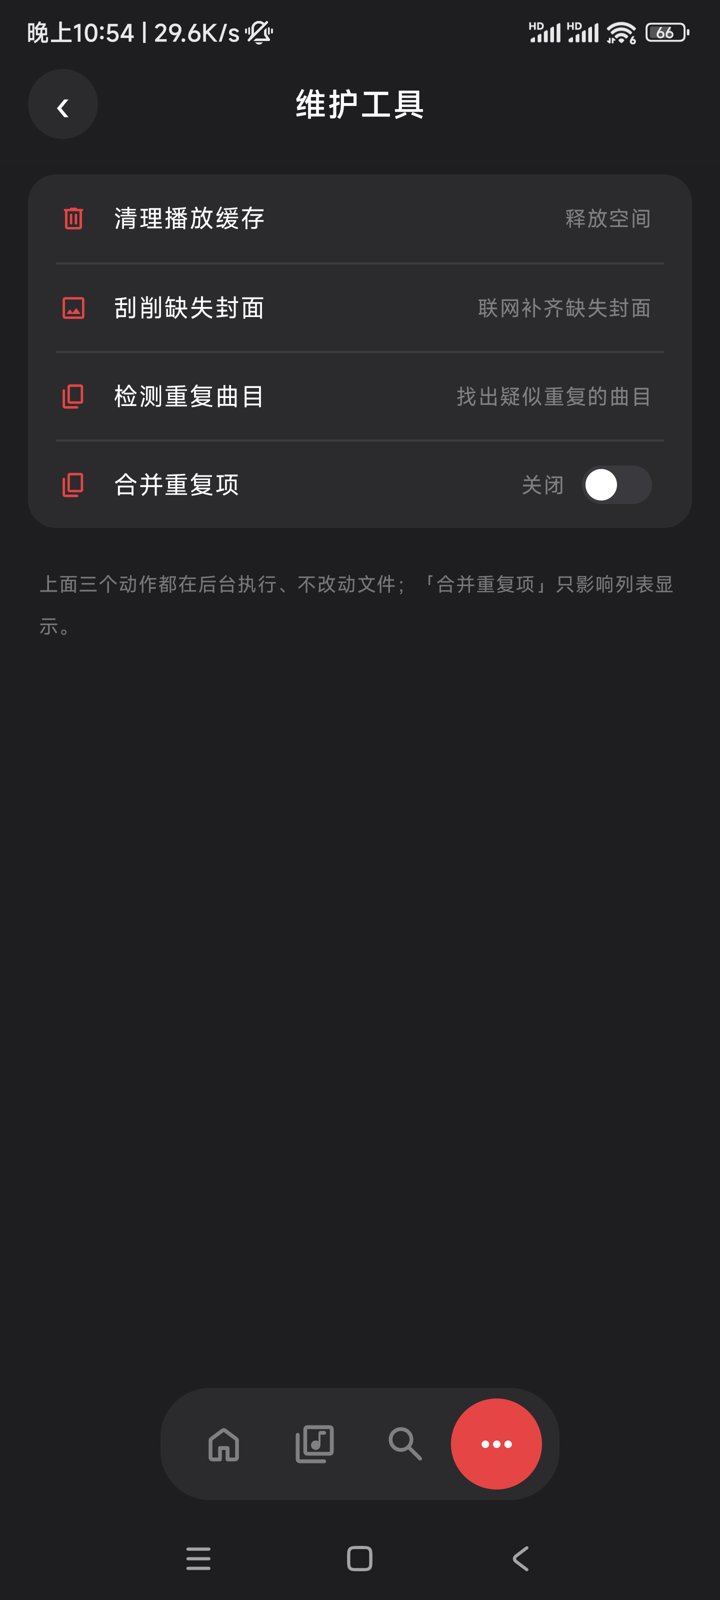 晚上10:54 | 29.6K/s
HD HD 6 66
维护工具
清理播放缓存 释放空间
刮削缺失封面 联网补齐缺失封面
检测重复曲目 找出疑似重复的曲目
合并重复项 关闭
上面三个动作都在后台执行、不改动文件；「合并重复项」只影响列表显
示。